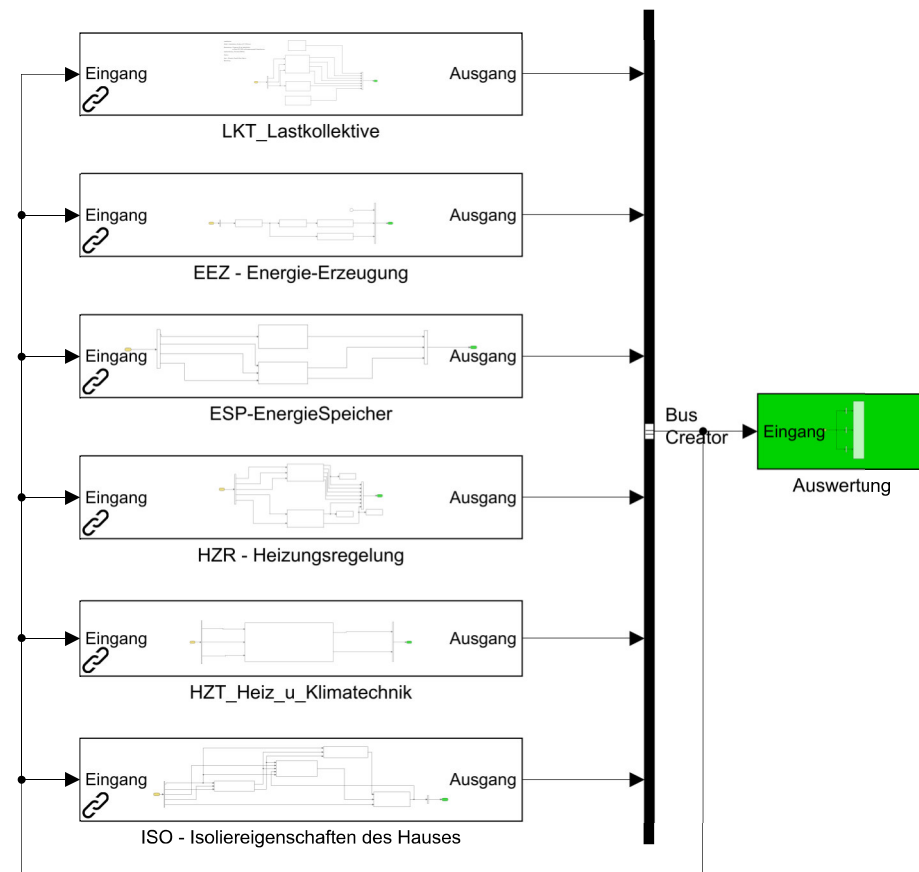 Eingang
Ausgang
LKT_Lastkollektive
Eingang
Ausgang
EEZ - Energie-Erzeugung
Eingang
Ausgang
ESP-EnergieSpeicher
Eingang
Ausgang
HZR - Heizungsregelung
Eingang
Ausgang
HZT_Heiz_u_Klimatechnik
Eingang
Ausgang
ISO - Isoliereigenschaften des Hauses
Bus
Creator
Eingang
Auswertung